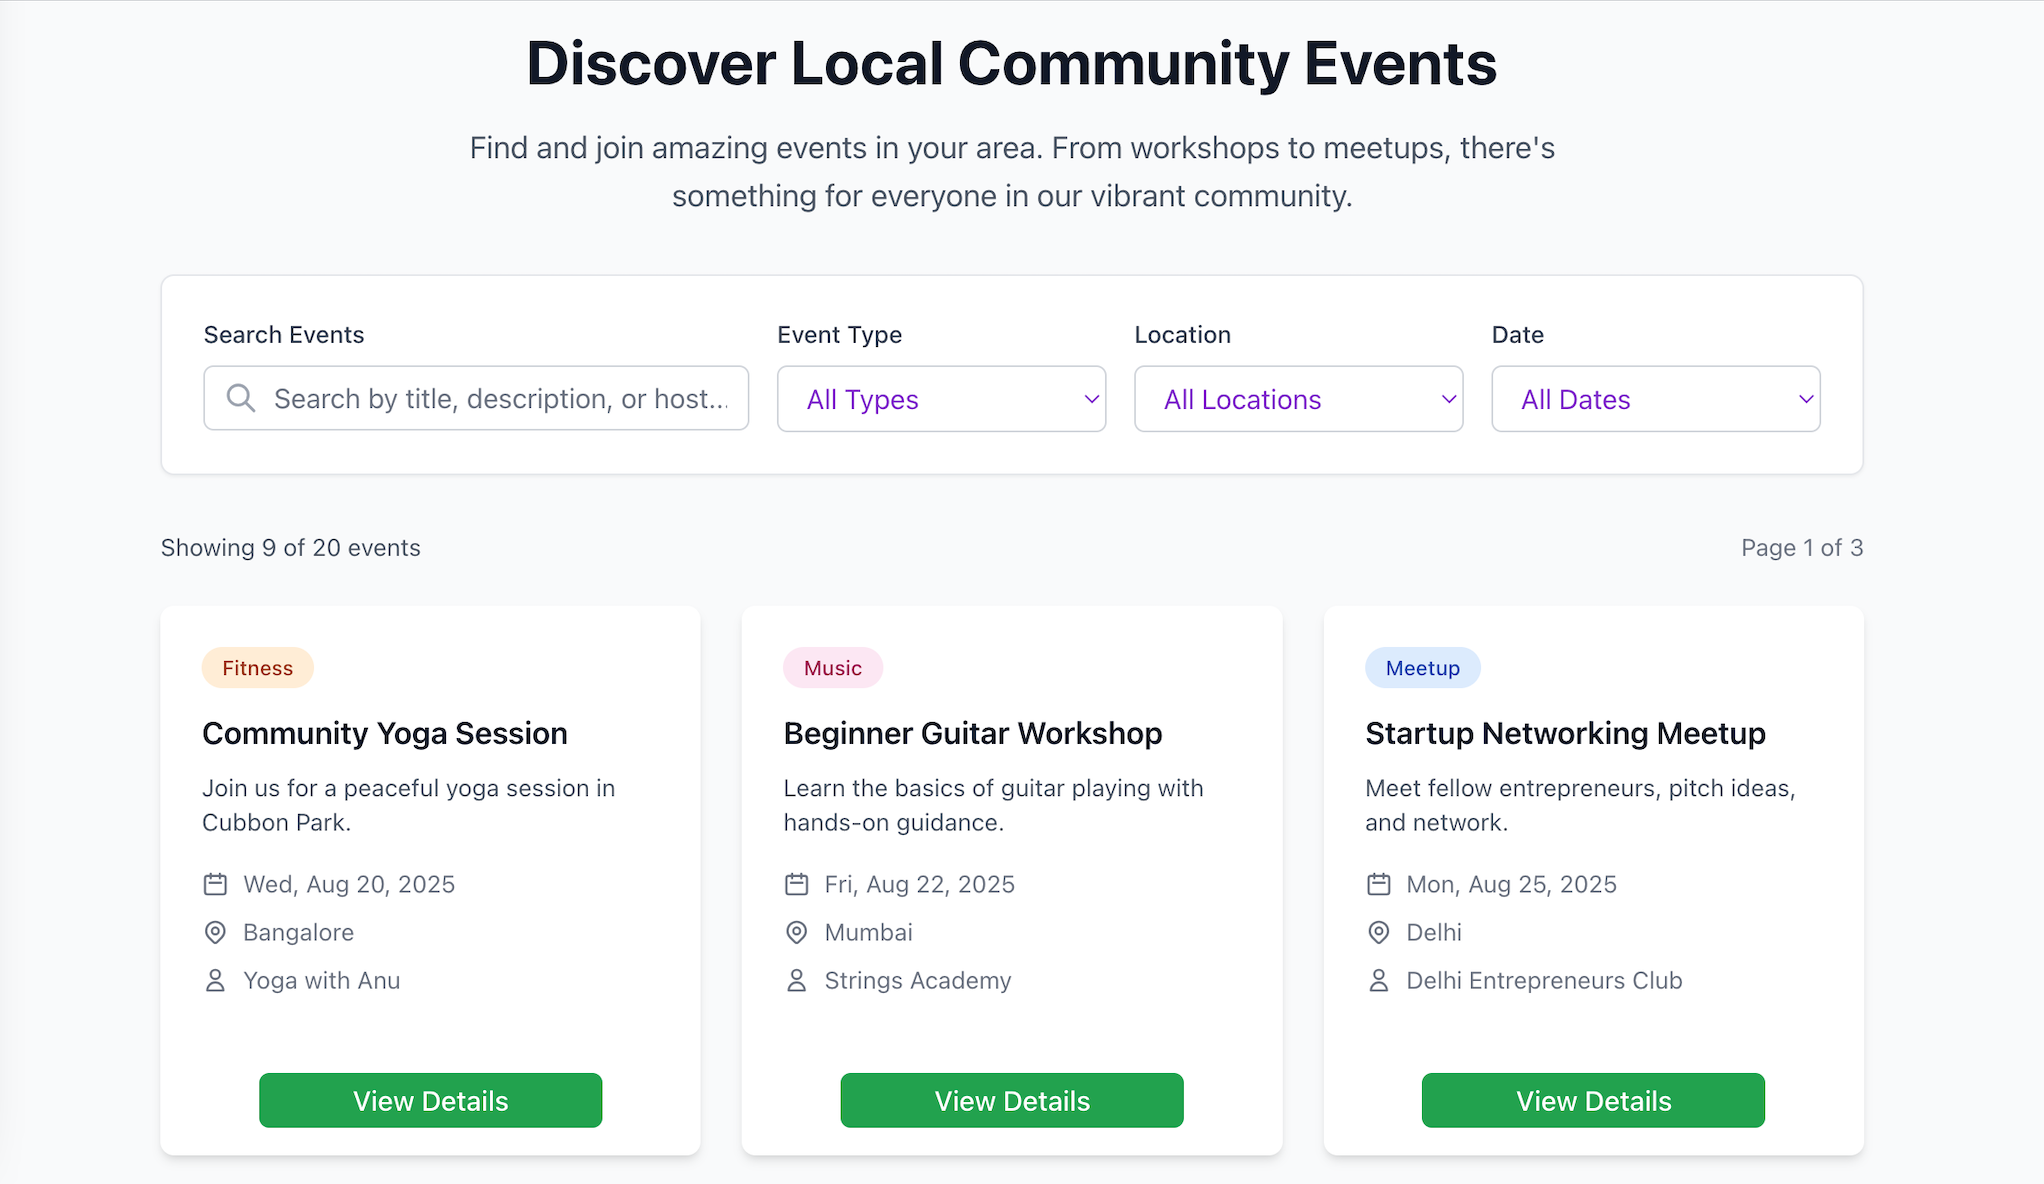 Discover Local Community Events
Find and join amazing events in your area. From workshops to meetups, there's
something for everyone in our vibrant community.
Search Events
Search by title, description, or host...
Event Type
All Types
Location
All Locations
Date
All Dates
Showing 9 of 20 events
Page 1 of 3
Fitness
Community Yoga Session
Join us for a peaceful yoga session in
Cubbon Park.
Wed, Aug 20, 2025
Bangalore
Yoga with Anu
View Details
Music
Beginner Guitar Workshop
Learn the basics of guitar playing with
hands-on guidance.
Fri, Aug 22, 2025
Mumbai
Strings Academy
View Details
Meetup
Startup Networking Meetup
Meet fellow entrepreneurs, pitch ideas,
and network.
Mon, Aug 25, 2025
Delhi
Delhi Entrepreneurs Club
View Details